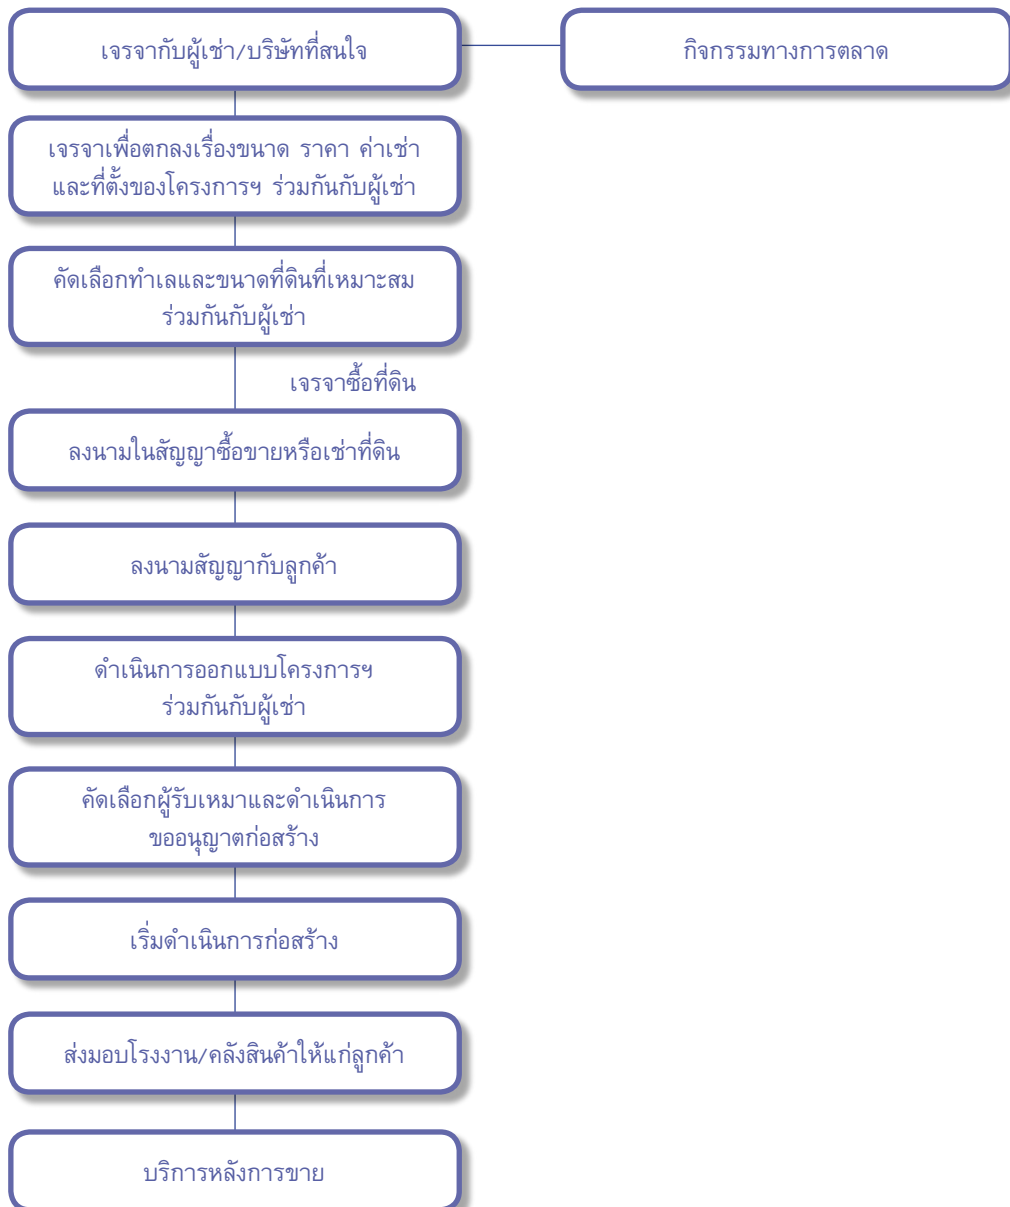 เจรจากับผู้เช่า/บริษัทที่สนใจ
กิจกรรมทางการตลาด
เจรจาเพื่อตกลงเรื่องขนาด ราคา ค่าเช่า
และที่ตั้งของโครงการฯ ร่วมกันกับผู้เช่า
คัดเลือกทำเลและขนาดที่ดินที่เหมาะสม
ร่วมกันกับผู้เช่า
เจรจาซื้อที่ดิน
ลงนามในสัญญาซื้อขายหรือเช่าที่ดิน
ลงนามสัญญากับลูกค้า
ดำเนินการออกแบบโครงการฯ
ร่วมกันกับผู้เช่า
คัดเลือกผู้รับเหมาและดำเนินการ
ขออนุญาตก่อสร้าง
เริ่มดำเนินการก่อสร้าง
ส่งมอบโรงงาน/คลังสินค้าให้แก่ลูกค้า
บริการหลังการขาย